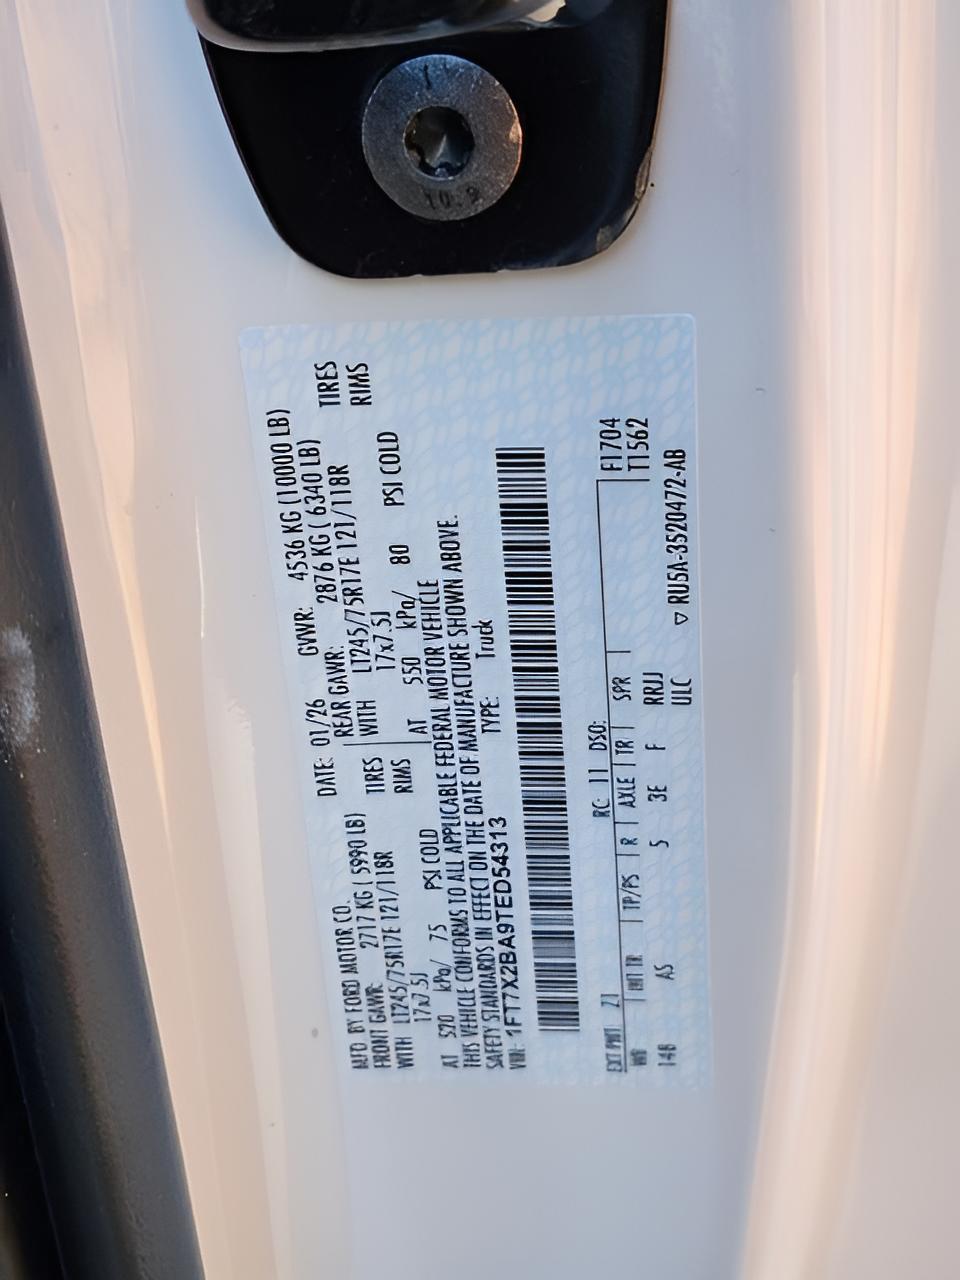 10.9
MFD BY FORD MOTOR CO. DATE: 01/26 GVWR: 4536 KG (10000 LB)
FRONT GAWR: 2717 KG ( 5990 LB) REAR GAWR: 2876 KG ( 6340 LB)
WITH LT245/75R17E 121/118R TIRES WITH LT245/75R17E 121/118R TIRES
17x7.5J RIMS 17x7.5J RIMS
AT 520 kPa/ 75 PSI COLD AT 550 kPa/ 80 PSI COLD
THIS VEHICLE CONFORMS TO ALL APPLICABLE FEDERAL MOTOR VEHICLE
SAFETY STANDARDS IN EFFECT ON THE DATE OF MANUFACTURE SHOWN ABOVE.
VIN: 1FT7X2BA9TED54313 TYPE: Truck
EXT PNT: Z1 RC: 11 DSO: F1704
WB INT TR TP/PS R AXLE TR SPR T1562
148 AS 5 3E F RRJJ
ULC ▽ RU5A-3520472-AB